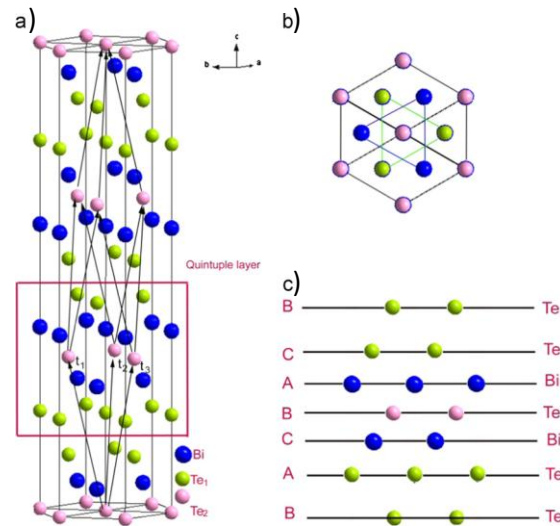 a)
c
b
a
t₁
t₂
t₃
Quintuple layer
Bi
Te₁
Te₂
b)
c)
B Te
C Te
A Bi
B Te
C Bi
A Te
B Te